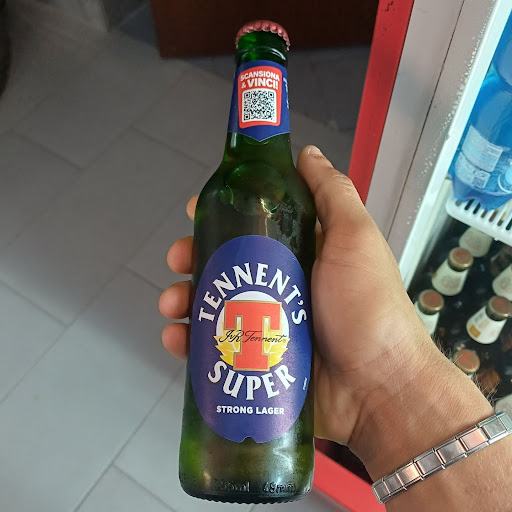 SCANSIONA
& VINCI!
TENNENT'S
T
J&R Tennent
SUPER
STRONG LAGER